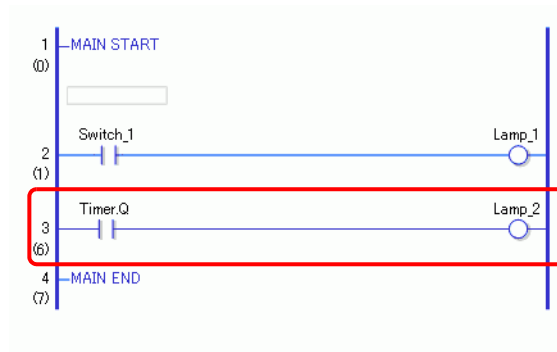 1 MAIN START
(0)
Switch_1 Lamp_1
2
(1)
Timer.Q Lamp_2
3
(6)
4 MAIN END
(7)